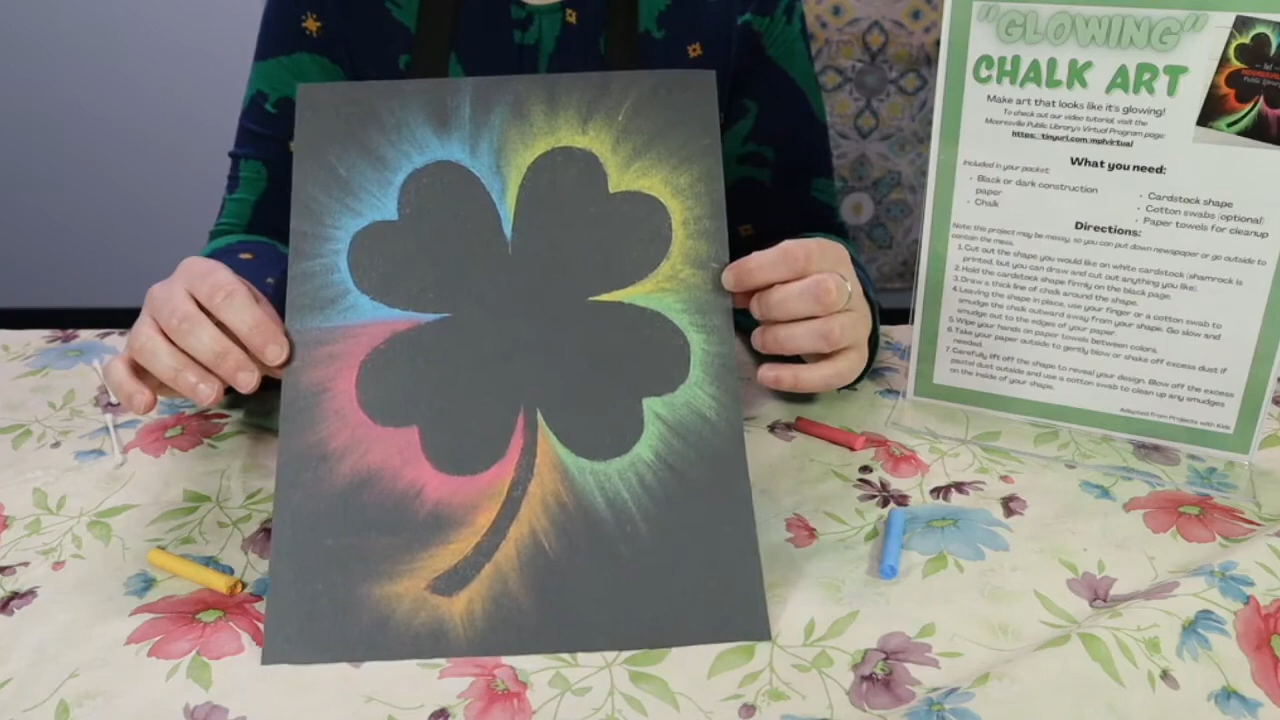 "GLOWING"
CHALK ART
Make art that looks like it's glowing!
To check out our video tutorial, visit the
Mooresville Public Library's Virtual Program page:
https: tinyurl.com/mplvirtual
What you need:
Included in your packet:
• Black or dark construction
paper
• Chalk
• Cardstock shape
• Cotton swabs (optional)
• Paper towels for cleanup
Directions:
Note: this project may be messy, so you can put down newspaper or go outside to
contain the mess.
1. Cut out the shape you would like on white cardstock (shamrock is
printed, but you can draw and cut out anything you like).
2. Hold the cardstock shape firmly on the black page.
3. Draw a thick line of chalk around the shape.
4. Leaving the shape in place, use your finger or a cotton swab to
smudge the chalk outward away from your shape. Go slow and
smudge out to the edges of your paper.
5. Wipe your hands on paper towels between colors.
6. Take your paper outside to gently blow or shake off excess dust if
needed.
7. Carefully lift off the shape to reveal your design. Blow off the excess
pastel dust outside and use a cotton swab to clean up any smudges
on the inside of your shape.
Adapted From Projects with Kids